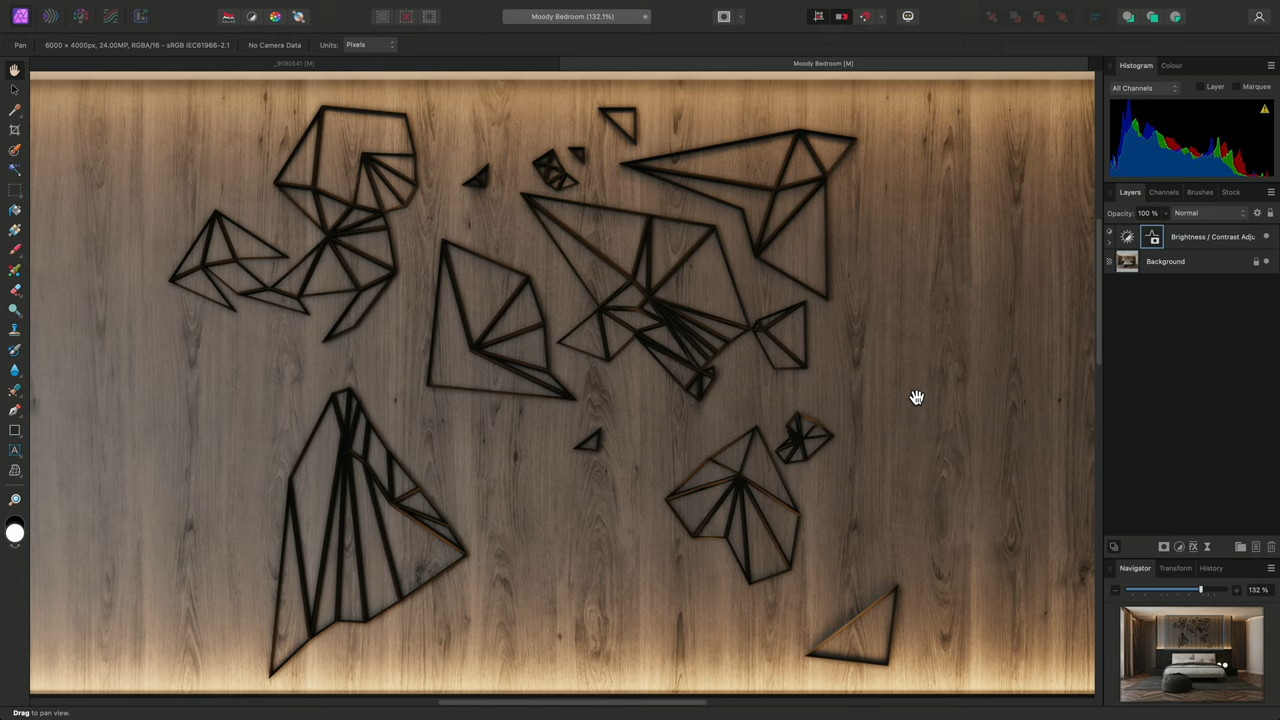 Moody Bedroom (132.1%)
Pan
6000 × 4000px, 24.00MP, RGBA/16 - sRGB IEC61966-2.1
No Camera Data
Units:
Pixels
_9190541 [M]
Moody Bedroom [M]
Histogram
Colour
All Channels
Layer
Marquee
Layers
Channels
Brushes
Stock
Opacity:
100 %
Normal
Brightness / Contrast Adju
Background
Navigator
Transform
History
132 %
Drag to pan view.